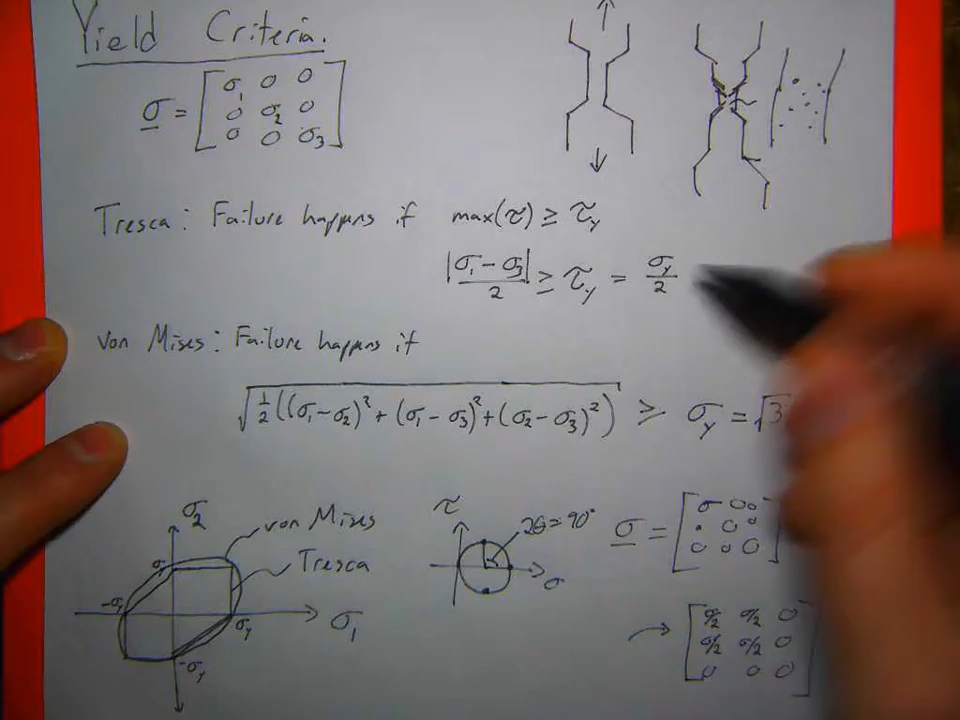 Yield Criteria.
σ = [σ₁ 0 0
0 σ₂ 0
0 0 σ₃]
Tresca: Failure happens if max(τ) ≥ τy
|σ₁ - σ₃|/2 ≥ τy = σy/2
von Mises: Failure happens if
√(½((σ₁-σ₂)² + (σ₁-σ₃)² + (σ₂-σ₃)²)) ≥ σy = √3
σ₂
von Mises
Tresca
σy
-σy
σy
σ₁
-σy
τ
2θ = 90°
σ
σ = [σ 0 0
0 0 0
0 0 0]
→ [σ/2 σ/2 0
σ/2 σ/2 0
0 0 0]